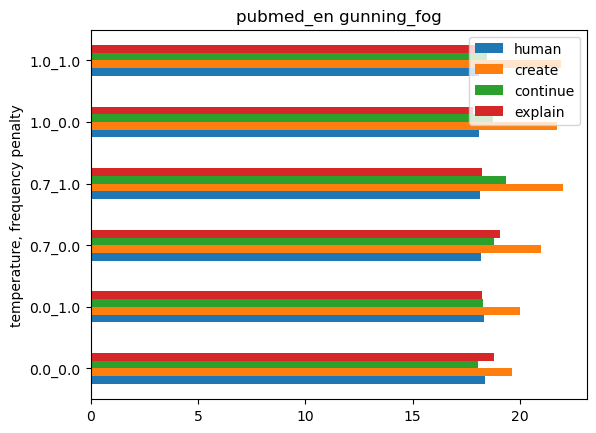 pubmed_en gunning_fog
human
create
continue
explain
temperature, frequency penalty
1.0_1.0
1.0_0.0
0.7_1.0
0.7_0.0
0.0_1.0
0.0_0.0
0 5 10 15 20